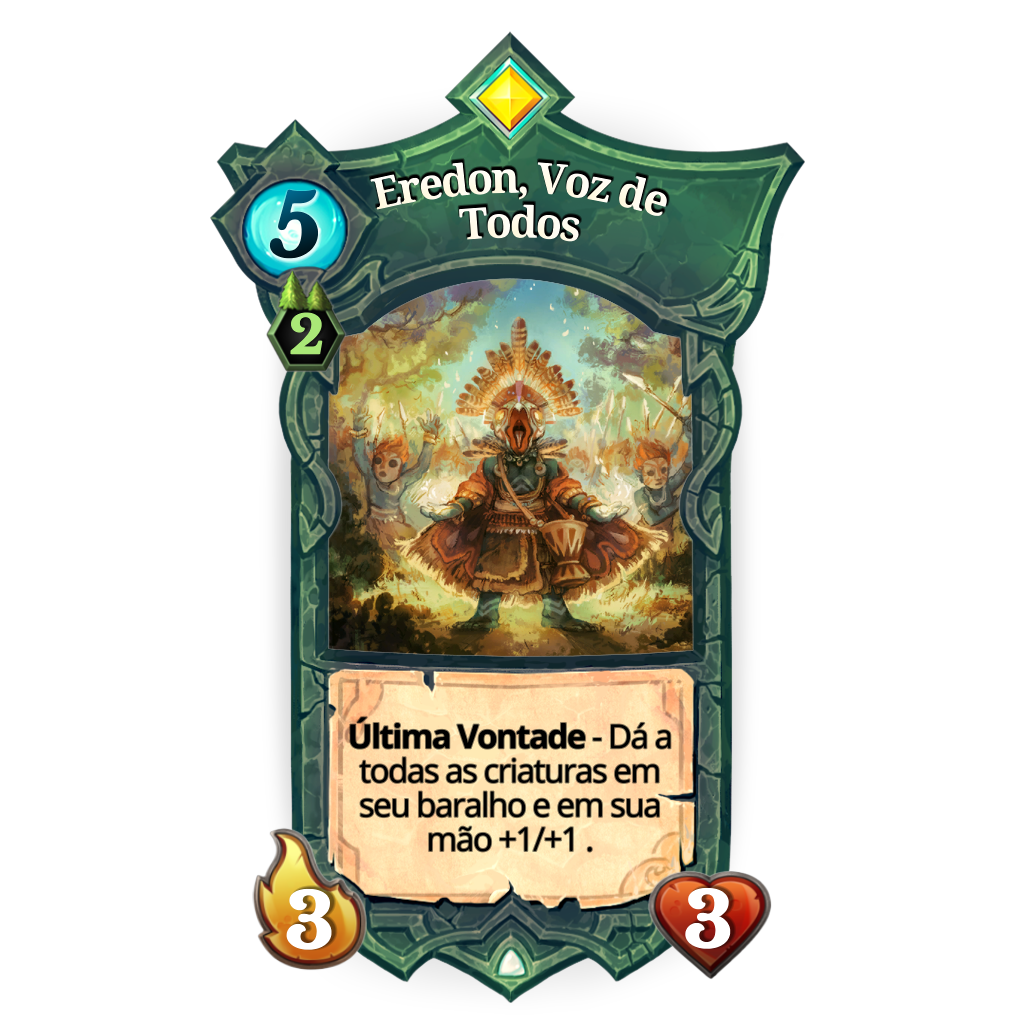 Eredon, Voz de
Todos
5
2
Última Vontade - Dá a
todas as criaturas em
seu baralho e em sua
mão +1/+1 .
3
3